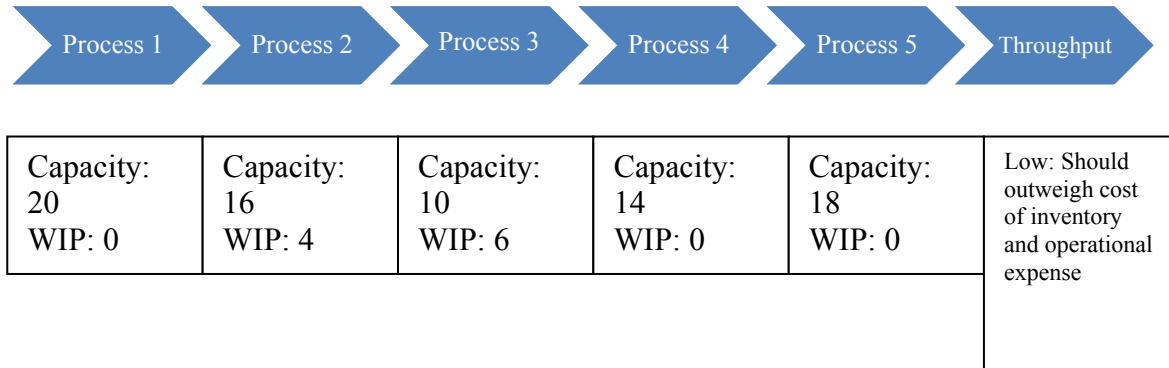 Process 1
Process 2
Process 3
Process 4
Process 5
Throughput
Capacity:
20
WIP: 0
Capacity:
16
WIP: 4
Capacity:
10
WIP: 6
Capacity:
14
WIP: 0
Capacity:
18
WIP: 0
Low: Should
outweigh cost
of inventory
and operational
expense